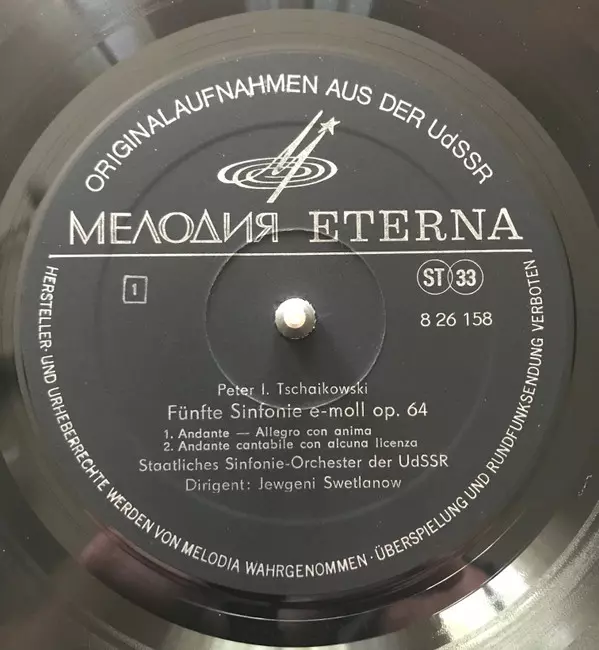 ORIGINALAUFNAHMEN AUS DER UdSSR
МЕЛОДИЯ ETERNA
1
ST 33
8 26 158
Peter I. Tschaikowski
Fünfte Sinfonie e-moll op. 64
1. Andante — Allegro con anima
2. Andante cantabile con alcuna licenza
Staatliches Sinfonie-Orchester der UdSSR
Dirigent: Jewgeni Swetlanow
HERSTELLER- UND URHEBERRECHTE WERDEN VON MELODIA WAHRGENOMMEN · ÜBERSPIELUNG UND RUNDFUNKSENDUNG VERBOTEN